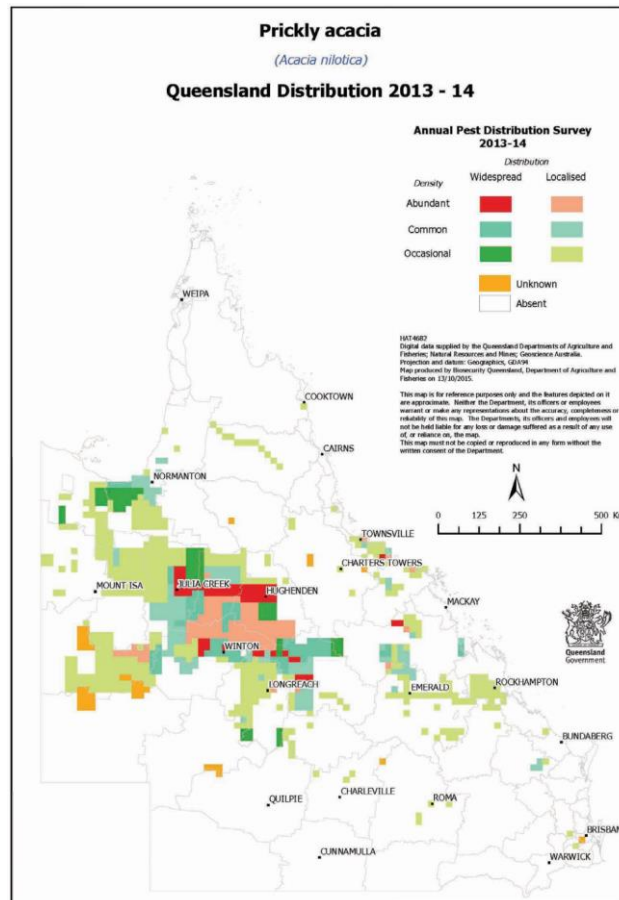 Prickly acacia
(Acacia nilotica)
Queensland Distribution 2013 - 14
Annual Pest Distribution Survey
2013-14
Distribution
Density Widespread Localised
Abundant
Common
Occasional
Unknown
Absent
HAT4682
Digital data supplied by the Queensland Departments of Agriculture and
Fisheries; Natural Resources and Mines; Geoscience Australia.
Projection and datum: Geographics, GDA94
Map produced by Biosecurity Queensland, Department of Agriculture and
Fisheries on 13/10/2015.
This map is for reference purposes only and the features depicted on it
are approximate. Neither the Department, its officers or employees
warrant or make any representations about the accuracy, completeness or
reliability of this map. The Departments, its officers and employees will
not be held liable for any loss or damage suffered as a result of any use
of, or reliance on, the map.
This map must not be copied or reproduced in any form without the
written consent of the Department.
N
0 125 250 500 K
WEIPA
COOKTOWN
CAIRNS
NORMANTON
TOWNSVILLE
CHARTERS TOWERS
MOUNT ISA
JULIA CREEK
HUGHENDEN
MACKAY
Queensland
Government
WINTON
LONGREACH
EMERALD
ROCKHAMPTON
BUNDABERG
QUILPIE
CHARLEVILLE
ROMA
BRISBAN
CUNNAMULLA
WARWICK